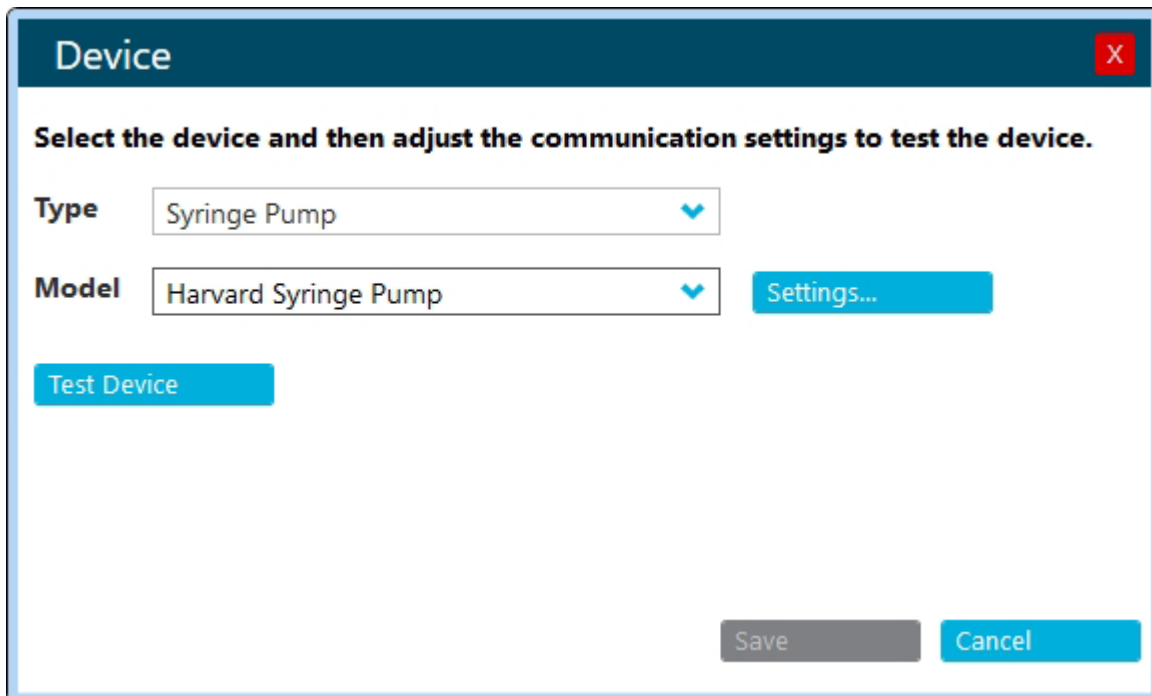 Device
X
Select the device and then adjust the communication settings to test the device.
Type Syringe Pump
Model Harvard Syringe Pump Settings...
Test Device
Save Cancel